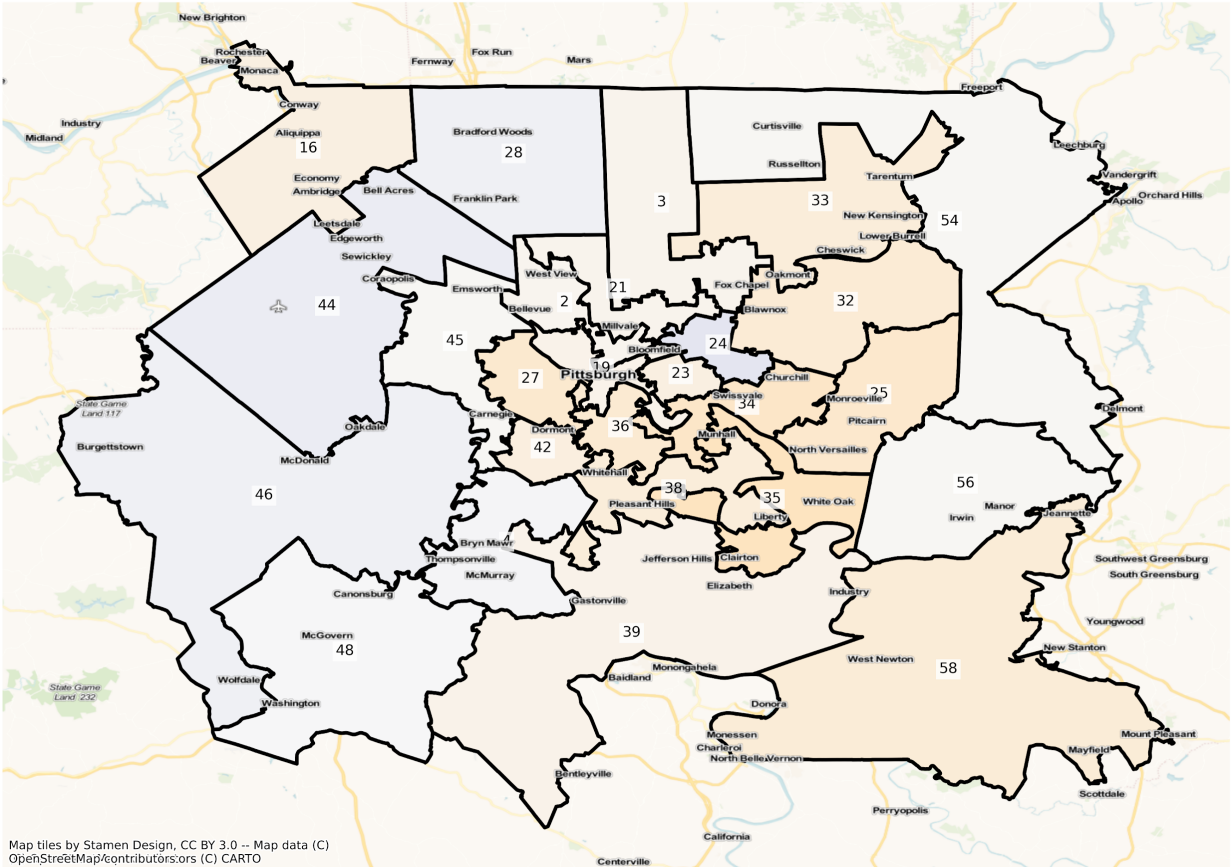 New Brighton
Rochester
Fox Run
Beaver
Fernway
Mars
Monaca
Freeport
Conway
Industry
Curtisville
Aliquippa
Bradford Woods
Midland
16
28
Leechburg
Russellton
Economy
Tarentum
Vandergrift
Ambridge
Bell Acres
Orchard Hills
Franklin Park
3
33
Apollo
New Kensington
54
Leetsdale
Lower Burrell
Edgeworth
Cheswick
Sewickley
West View
Oakmont
Coraopolis
Fox Chapel
Emsworth
21
44
2
32
Bellevue
Blawnox
Millvale
45
24
Bloomfield
19
Pittsburgh
23
27
Churchill
25
Swissvale
Monroeville
34
State Game
Land 117
Carnegie
Delmont
Oakdale
36
Pitcairn
Dormont
Munhall
Burgettstown
42
North Versailles
McDonald
Whitehall
56
46
38
35
White Oak
Pleasant Hills
Manor
Liberty
Irwin
Jeannette
Bryn Mawr
4
Thompsonville
Jefferson Hills
Clairton
Southwest Greensburg
McMurray
South Greensburg
Canonsburg
Elizabeth
Industry
Gastonville
Youngwood
McGovern
39
48
New Stanton
West Newton
58
Monongahela
Baidland
Wolfdale
State Game
Land 232
Washington
Donora
Monessen
Mount Pleasant
Charleroi
Mayfield
North Belle Vernon
Bentleyville
Scottdale
Perryopolis
California
Map tiles by Stamen Design, CC BY 3.0 -- Map data (C)
OpenStreetMap contributors (C) CARTO
Centerville